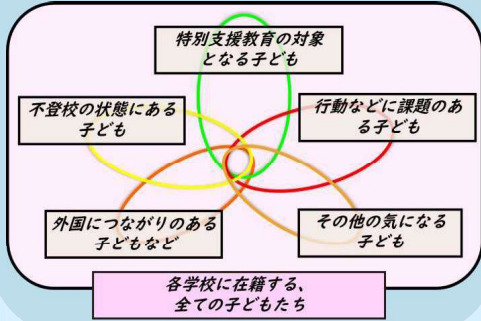 特別支援教育の対象
となる子ども
不登校の状態にある
子ども
行動などに課題のあ
る子ども
外国につながりのある
子どもなど
その他の気になる
子ども
各学校に在籍する、
全ての子どもたち